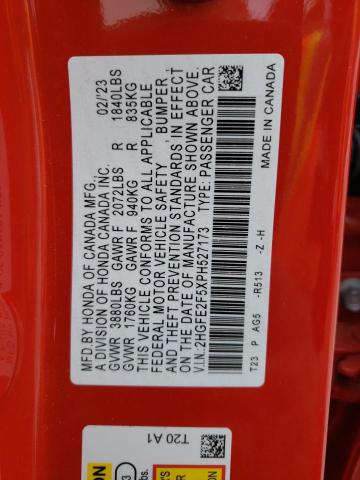 MFD.BY HONDA OF CANADA MFG., 02/'23
A DIVISION OF HONDA CANADA INC.
GVWR 3880LBS GAWR F 2072LBS R 1840LBS
GVWR 1760KG GAWR F 940KG R 835KG
THIS VEHICLE CONFORMS TO ALL APPLICABLE
FEDERAL MOTOR VEHICLE SAFETY BUMPER,
AND THEFT PREVENTION STANDARDS IN EFFECT
ON THE DATE OF MANUFACTURE SHOWN ABOVE.
V.I.N.:2HGFE2F5XPH527173 TYPE: PASSENGER CAR
T23 P AG5 -R513 -Z -H MADE IN CANADA
T20 A1